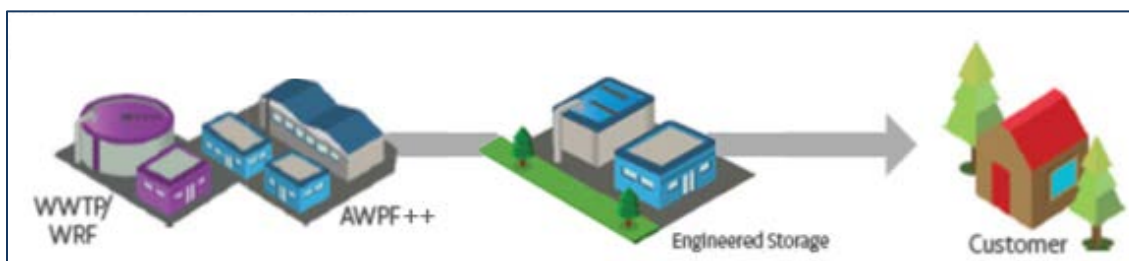 WWTP/
WRF
AWPF++
Engineered Storage
Customer